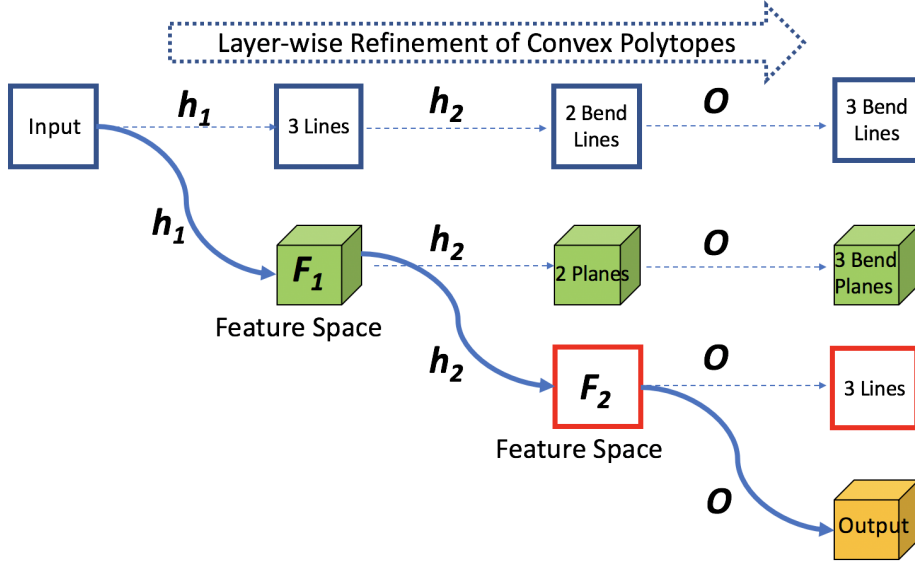 Layer-wise Refinement of Convex Polytopes
h1
h2
O
Input
3 Lines
2 Bend
Lines
3 Bend
Lines
h1
h2
O
F1
2 Planes
3 Bend
Planes
Feature Space
h2
O
F2
3 Lines
Feature Space
O
Output